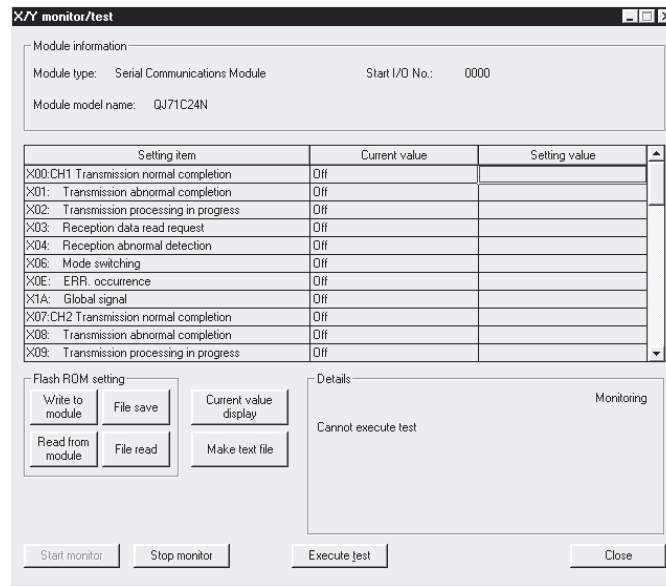 X/Y monitor/test
Module information
Module type: Serial Communications Module Start I/O No.: 0000
Module model name: QJ71C24N
Setting item Current value Setting value
X00:CH1 Transmission normal completion Off
X01: Transmission abnormal completion Off
X02: Transmission processing in progress Off
X03: Reception data read request Off
X04: Reception abnormal detection Off
X06: Mode switching Off
X0E: ERR. occurrence Off
X1A: Global signal Off
X07:CH2 Transmission normal completion Off
X08: Transmission abnormal completion Off
X09: Transmission processing in progress Off
Flash ROM setting
Write to
module
File save
Current value
display
Read from
module
File read
Make text file
Details
Monitoring
Cannot execute test
Start monitor Stop monitor Execute test Close